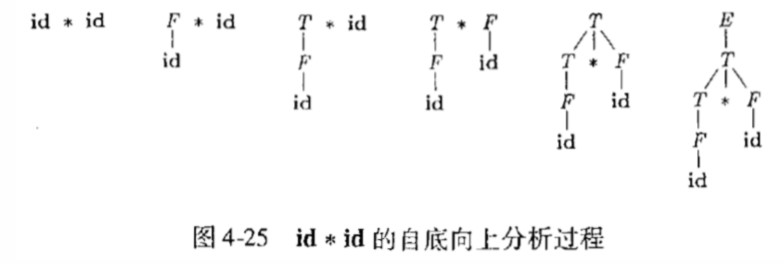 id * id F * id T * id T * F T E
id F id T * F T
id F id F id T * F
id F id
id
图 4-25 id * id 的自底向上分析过程